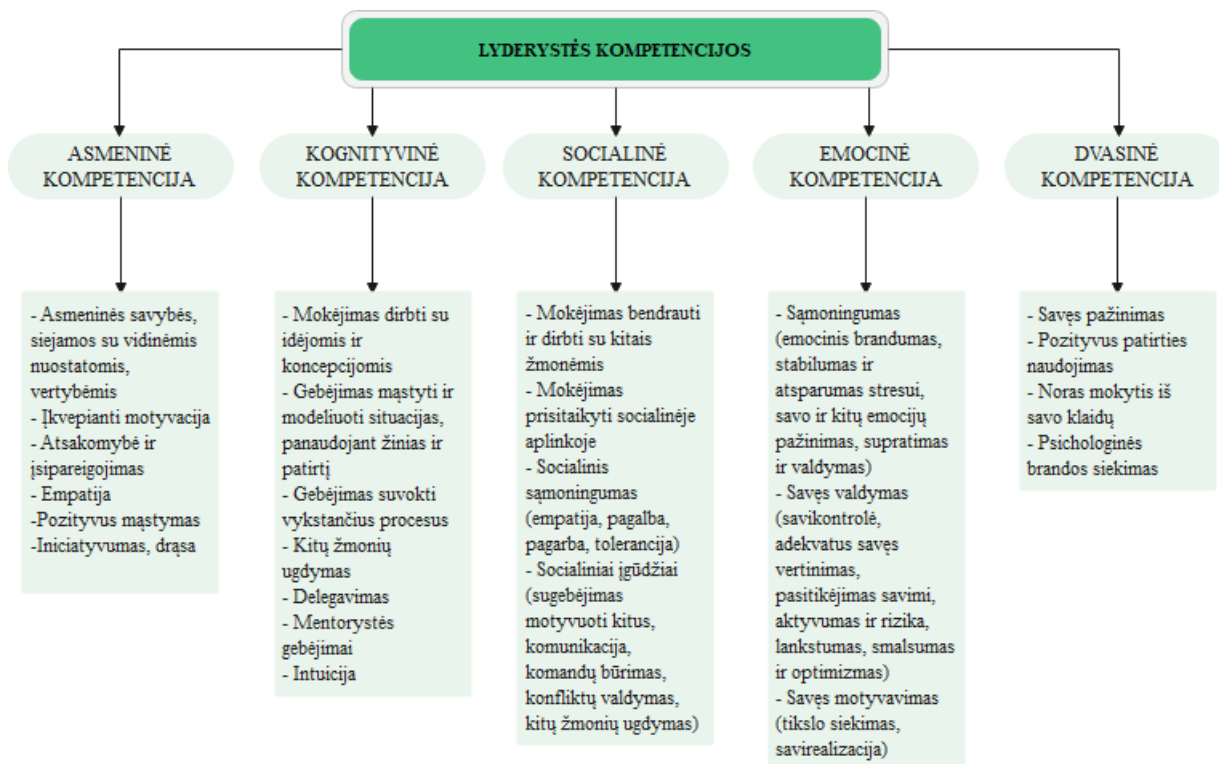 LYDERYSTĖS KOMPETENCIJOS
ASMENINĖ
KOMPETENCIJA
KOGNITYVINĖ
KOMPETENCIJA
SOCIALINĖ
KOMPETENCIJA
EMOCINĖ
KOMPETENCIJA
DVASINĖ
KOMPETENCIJA
- Asmeninės savybės,
siejamos su vidinėmis
nuostatomis,
vertybėmis
- Įkvepianti motyvacija
- Atsakomybė ir
įsipareigojimas
- Empatija
-Pozityvus mąstymas
-Iniciatyvumas, drąsa
- Mokėjimas dirbti su
idėjomis ir
koncepcijomis
- Gebėjimas mąstyti ir
modeliuoti situacijas,
panaudojant žinias ir
patirtį
- Gebėjimas suvokti
vykstančius procesus
- Kitų žmonių
ugdymas
- Delegavimas
- Mentorystės
gebėjimai
- Intuicija
- Mokėjimas bendrauti
ir dirbti su kitais
žmonėmis
- Mokėjimas
prisitaikyti socialinėje
aplinkoje
- Socialinis
sąmoningumas
(empatija, pagalba,
pagarba, tolerancija)
- Socialiniai įgūdžiai
(sugebėjimas
motyvuoti kitus,
komunikacija,
komandų būrimas,
konfliktų valdymas,
kitų žmonių ugdymas)
- Sąmoningumas
(emocinis brandumas,
stabilumas ir
atsparumas stresui,
savo ir kitų emocijų
pažinimas, supratimas
ir valdymas)
- Savęs valdymas
(savikontrolė,
adekvatus savęs
vertinimas,
pasitikėjimas savimi,
aktyvumas ir rizika,
lankstumas, smalsumas
ir optimizmas)
- Savęs motyvavimas
(tikslo siekimas,
savirealizacija)
- Savęs pažinimas
- Pozityvus patirties
naudojimas
- Noras mokytis iš
savo klaidų
- Psichologinės
brandos siekimas